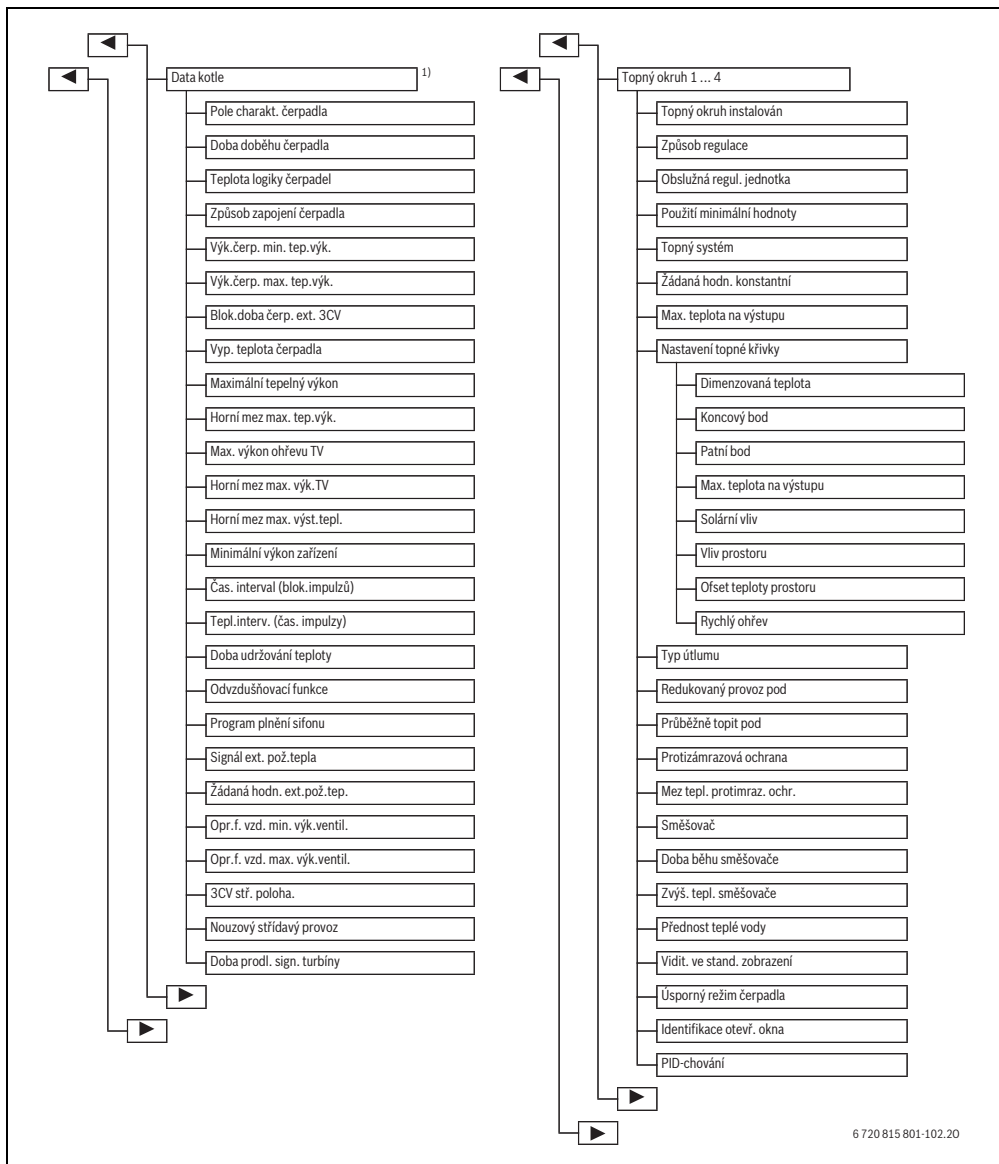 Data kotle 1)
Pole charakt. čerpadla
Doba doběhu čerpadla
Teplota logiky čerpadel
Způsob zapojení čerpadla
Výk.čerp. min. tep.výk.
Výk.čerp. max. tep.výk.
Blok.doba čerp. ext. 3CV
Vyp. teplota čerpadla
Maximální tepelný výkon
Horní mez max. tep.výk.
Max. výkon ohřevu TV
Horní mez max. výk.TV
Horní mez max. výst.tepl.
Minimální výkon zařízení
Čas. interval (blok.impulzů)
Tepl.interv. (čas. impulzy)
Doba udržování teploty
Odvzdušňovací funkce
Program plnění sifonu
Signál ext. pož.tepla
Žádaná hodn. ext.pož.tep.
Opr.f. vzd. min. výk.ventil.
Opr.f. vzd. max. výk.ventil.
3CV stř. poloha.
Nouzový střídavý provoz
Doba prodl. sign. turbíny
Topný okruh 1 ... 4
Topný okruh instalován
Způsob regulace
Obslužná regul. jednotka
Použití minimální hodnoty
Topný systém
Žádaná hodn. konstantní
Max. teplota na výstupu
Nastavení topné křivky
Dimenzovaná teplota
Koncový bod
Patní bod
Max. teplota na výstupu
Solární vliv
Vliv prostoru
Ofset teploty prostoru
Rychlý ohřev
Typ útlumu
Redukovaný provoz pod
Průběžně topit pod
Protizámrazová ochrana
Mez tepl. protimraz. ochr.
Směšovač
Doba běhu směšovače
Zvýš. tepl. směšovače
Přednost teplé vody
Vidit. ve stand. zobrazení
Úsporný režim čerpadla
Identifikace otevř. okna
PID-chování
6 720 815 801-102.2O